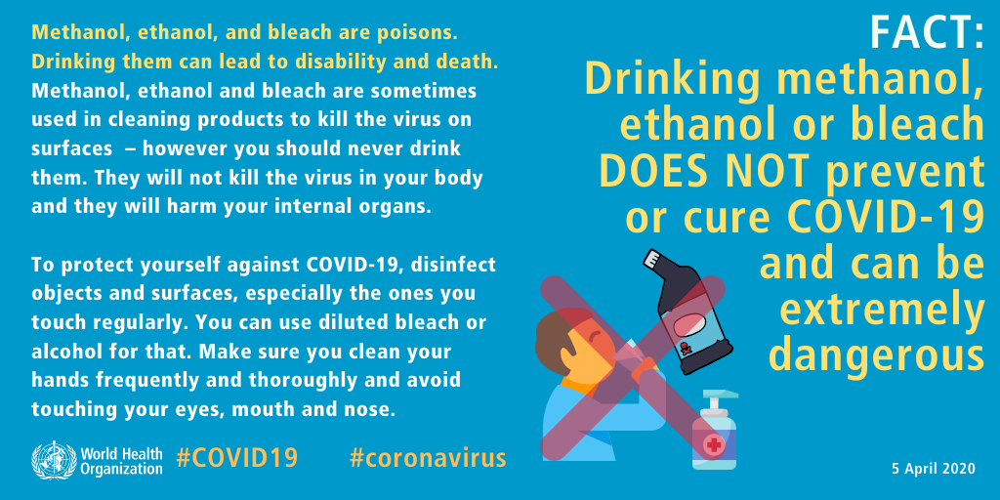 Methanol, ethanol, and bleach are poisons.
Drinking them can lead to disability and death.
Methanol, ethanol and bleach are sometimes
used in cleaning products to kill the virus on
surfaces – however you should never drink
them. They will not kill the virus in your body
and they will harm your internal organs.
To protect yourself against COVID-19, disinfect
objects and surfaces, especially the ones you
touch regularly. You can use diluted bleach or
alcohol for that. Make sure you clean your
hands frequently and thoroughly and avoid
touching your eyes, mouth and nose.
World Health
Organization
#COVID19 #coronavirus
FACT:
Drinking methanol,
ethanol or bleach
DOES NOT prevent
or cure COVID-19
and can be
extremely
dangerous
5 April 2020